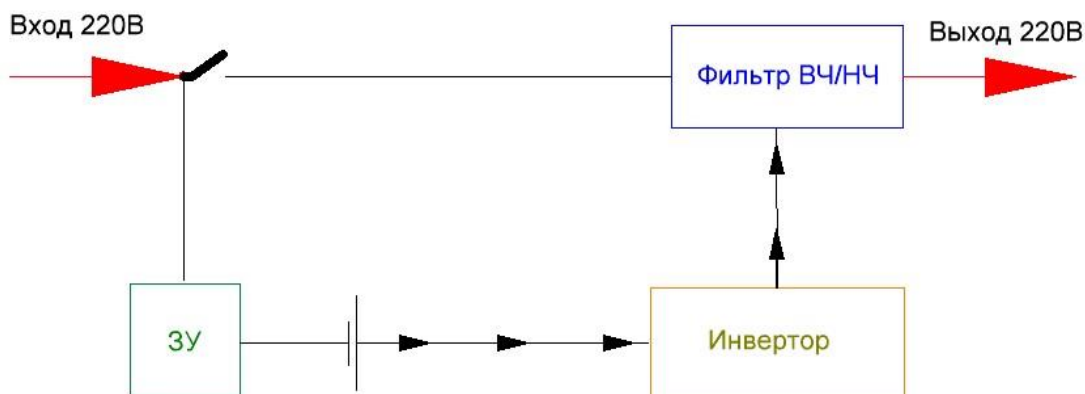 Вход 220В
Выход 220В
Фильтр ВЧ/НЧ
ЗУ
Инвертор